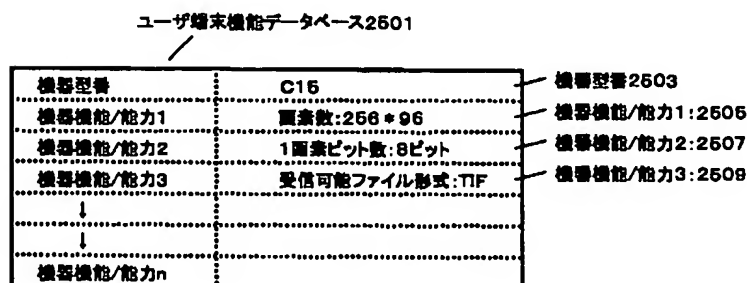 ユーザ端末機能データベース2501
機器型番 C15 機器型番2503
機器機能/能力1 画素数:256*96 機器機能/能力1:2505
機器機能/能力2 1画素ビット数:8ビット 機器機能/能力2:2507
機器機能/能力3 受信可能ファイル形式:TIF 機器機能/能力3:2509
↓
↓
機器機能/能力n